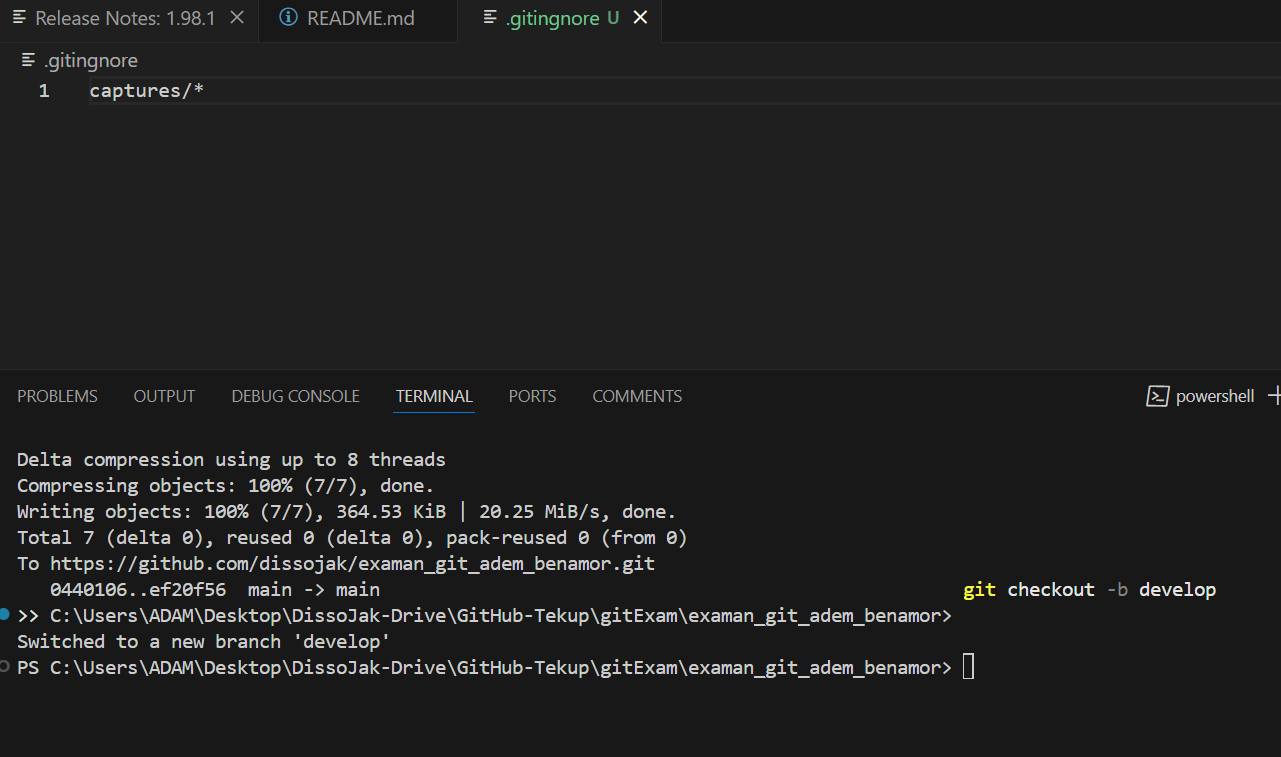 Release Notes: 1.98.1
README.md
.gitingnore U
.gitingnore
1 captures/*
PROBLEMS OUTPUT DEBUG CONSOLE TERMINAL PORTS COMMENTS powershell
Delta compression using up to 8 threads
Compressing objects: 100% (7/7), done.
Writing objects: 100% (7/7), 364.53 KiB | 20.25 MiB/s, done.
Total 7 (delta 0), reused 0 (delta 0), pack-reused 0 (from 0)
To https://github.com/dissojak/examan_git_adem_benamor.git
0440106..ef20f56 main -> main git checkout -b develop
>> C:\Users\ADAM\Desktop\DissoJak-Drive\GitHub-Tekup\gitExam\examan_git_adem_benamor>
Switched to a new branch 'develop'
PS C:\Users\ADAM\Desktop\DissoJak-Drive\GitHub-Tekup\gitExam\examan_git_adem_benamor>